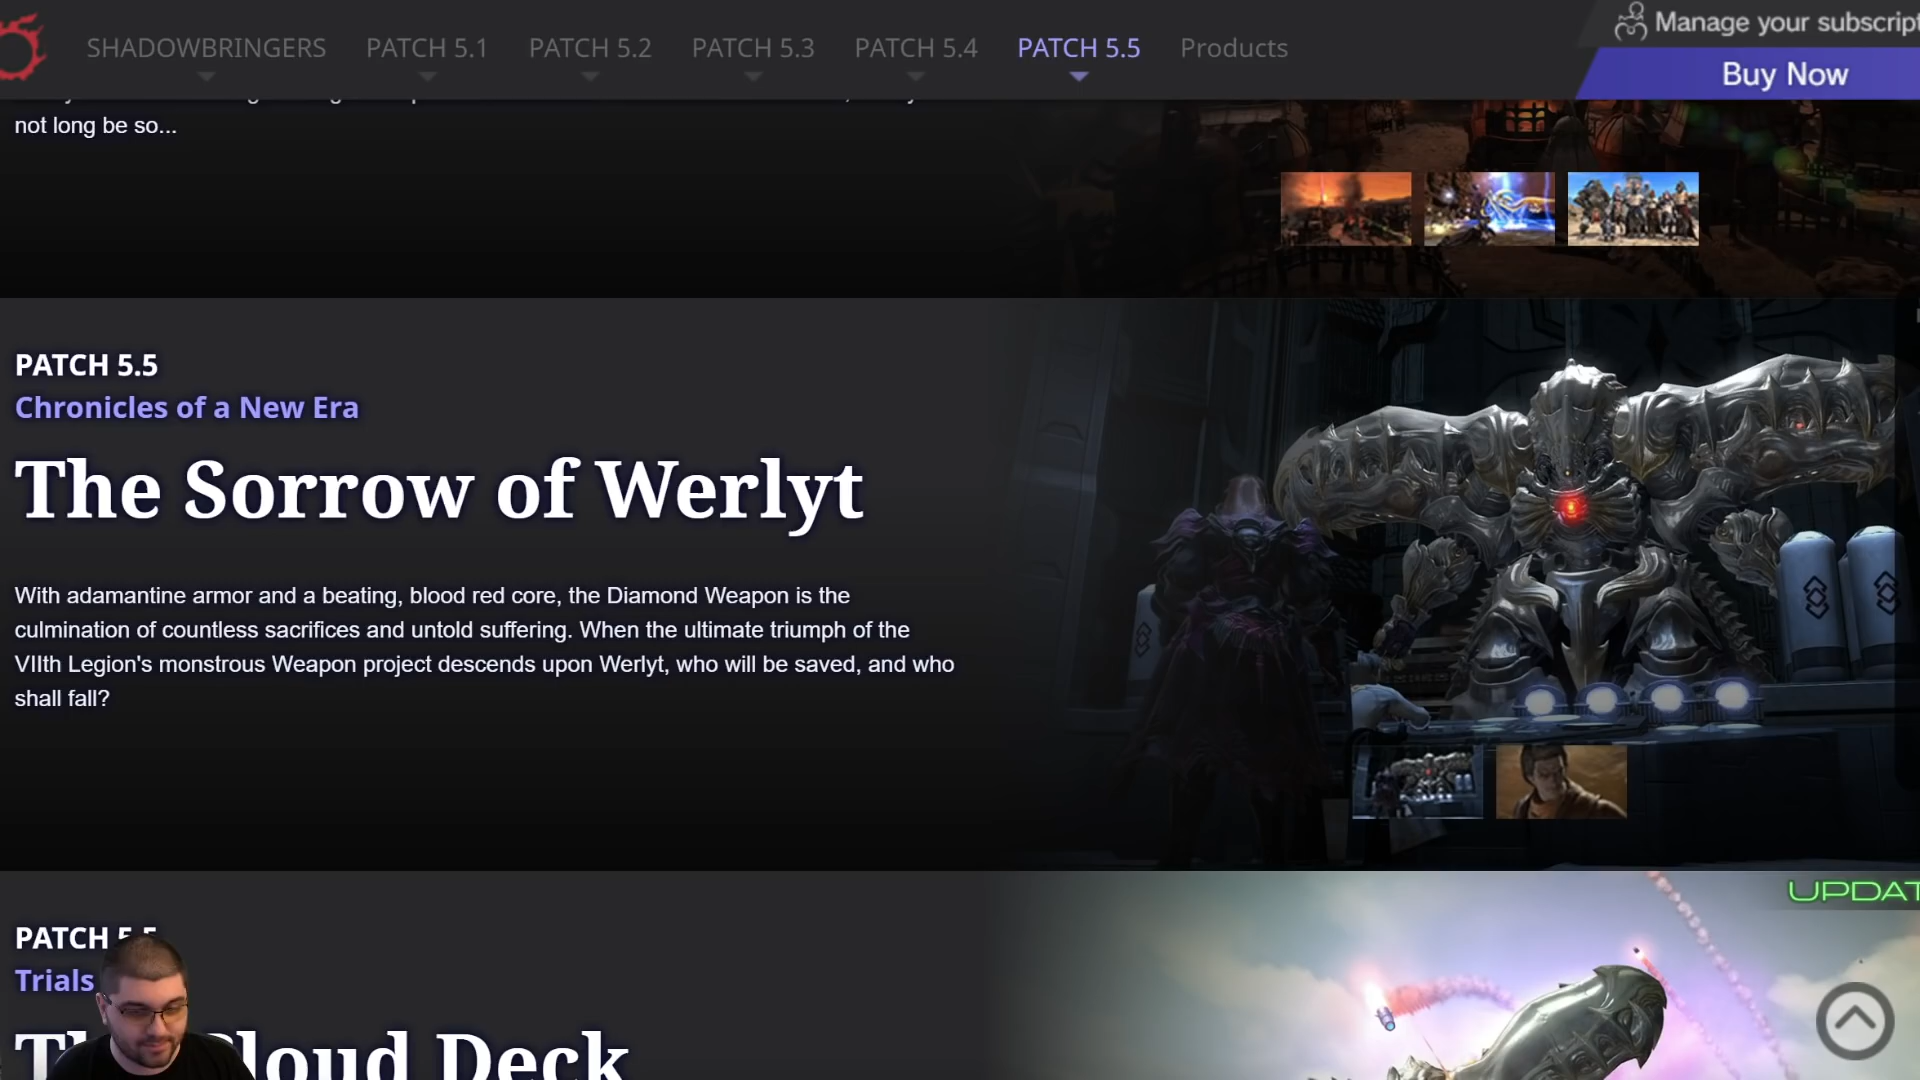 Manage your subscript
SHADOWBRINGERS PATCH 5.1 PATCH 5.2 PATCH 5.3 PATCH 5.4 PATCH 5.5 Products
Buy Now
not long be so...
PATCH 5.5
Chronicles of a New Era
The Sorrow of Werlyt
With adamantine armor and a beating, blood red core, the Diamond Weapon is the
culmination of countless sacrifices and untold suffering. When the ultimate triumph of the
VIIth Legion's monstrous Weapon project descends upon Werlyt, who will be saved, and who
shall fall?
UPDAT
PATCH 5.5
Trials
loud Deck